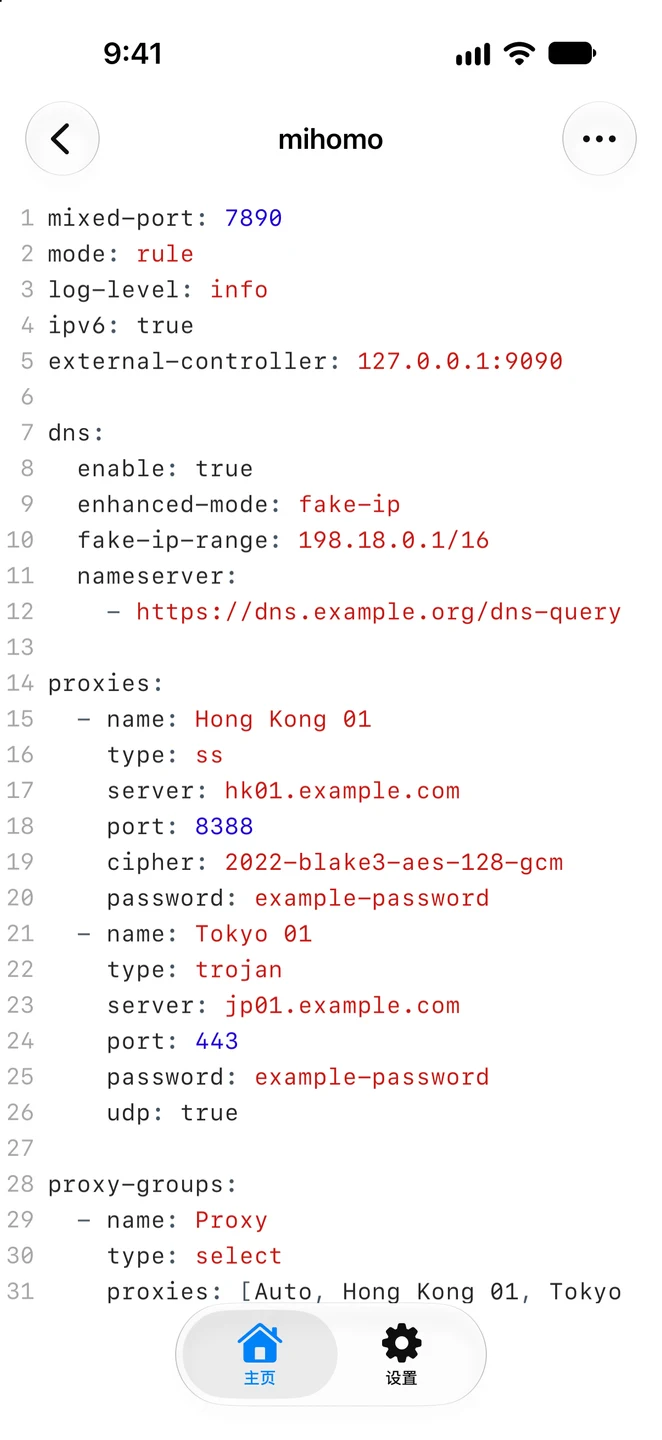 9:41
mihomo
1 mixed-port: 7890
2 mode: rule
3 log-level: info
4 ipv6: true
5 external-controller: 127.0.0.1:9090
6
7 dns:
8   enable: true
9   enhanced-mode: fake-ip
10   fake-ip-range: 198.18.0.1/16
11   nameserver:
12     - https://dns.example.org/dns-query
13
14 proxies:
15   - name: Hong Kong 01
16     type: ss
17     server: hk01.example.com
18     port: 8388
19     cipher: 2022-blake3-aes-128-gcm
20     password: example-password
21   - name: Tokyo 01
22     type: trojan
23     server: jp01.example.com
24     port: 443
25     password: example-password
26     udp: true
27
28 proxy-groups:
29   - name: Proxy
30     type: select
31     proxies: [Auto, Hong Kong 01, Tokyo
主页 设置